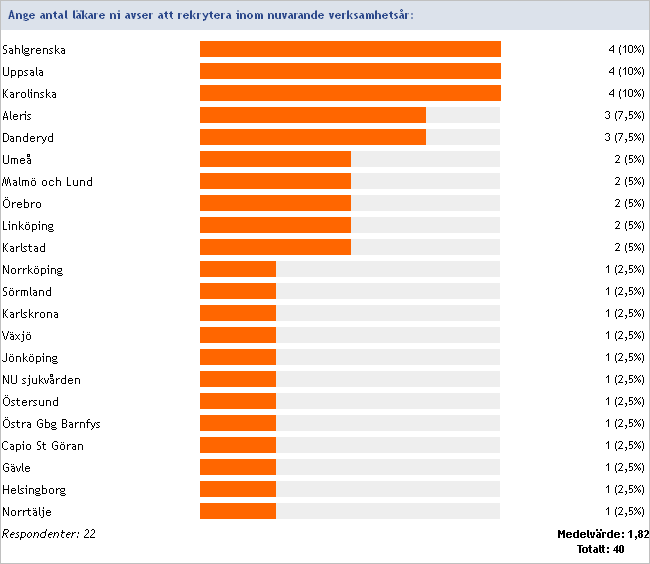 Ange antal läkare ni avser att rekrytera inom nuvarande verksamhetsår:
Sahlgrenska 4 (10%)
Uppsala 4 (10%)
Karolinska 4 (10%)
Aleris 3 (7,5%)
Danderyd 3 (7,5%)
Umeå 2 (5%)
Malmö och Lund 2 (5%)
Örebro 2 (5%)
Linköping 2 (5%)
Karlstad 2 (5%)
Norrköping 1 (2,5%)
Sörmland 1 (2,5%)
Karlskrona 1 (2,5%)
Växjö 1 (2,5%)
Jönköping 1 (2,5%)
NU sjukvården 1 (2,5%)
Östersund 1 (2,5%)
Östra Gbg Barnfys 1 (2,5%)
Capio St Göran 1 (2,5%)
Gävle 1 (2,5%)
Helsingborg 1 (2,5%)
Norrtälje 1 (2,5%)
Respondenter: 22 Medelvärde: 1,82
Totalt: 40